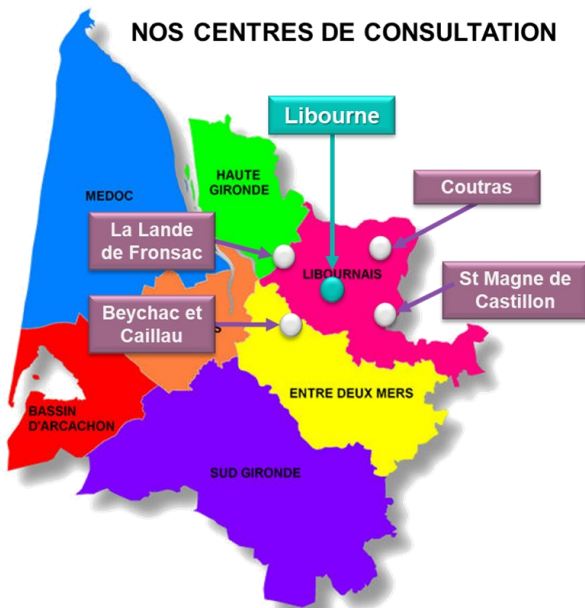 NOS CENTRES DE CONSULTATION
Libourne
HAUTE
GIRONDE
Coutras
MEDOC
La Lande
de Fronsac
LIBOURNAIS
St Magne de
Castillon
Beychac et
Caillau
ENTRE DEUX MERS
BASSIN
D'ARCACHON
SUD GIRONDE